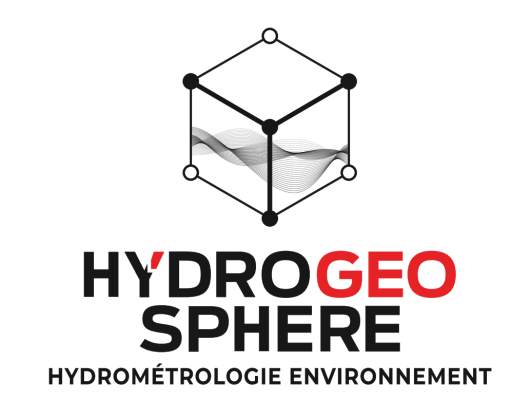 HYDROGEO
SPHERE
HYDROMÉTROLOGIE ENVIRONNEMENT